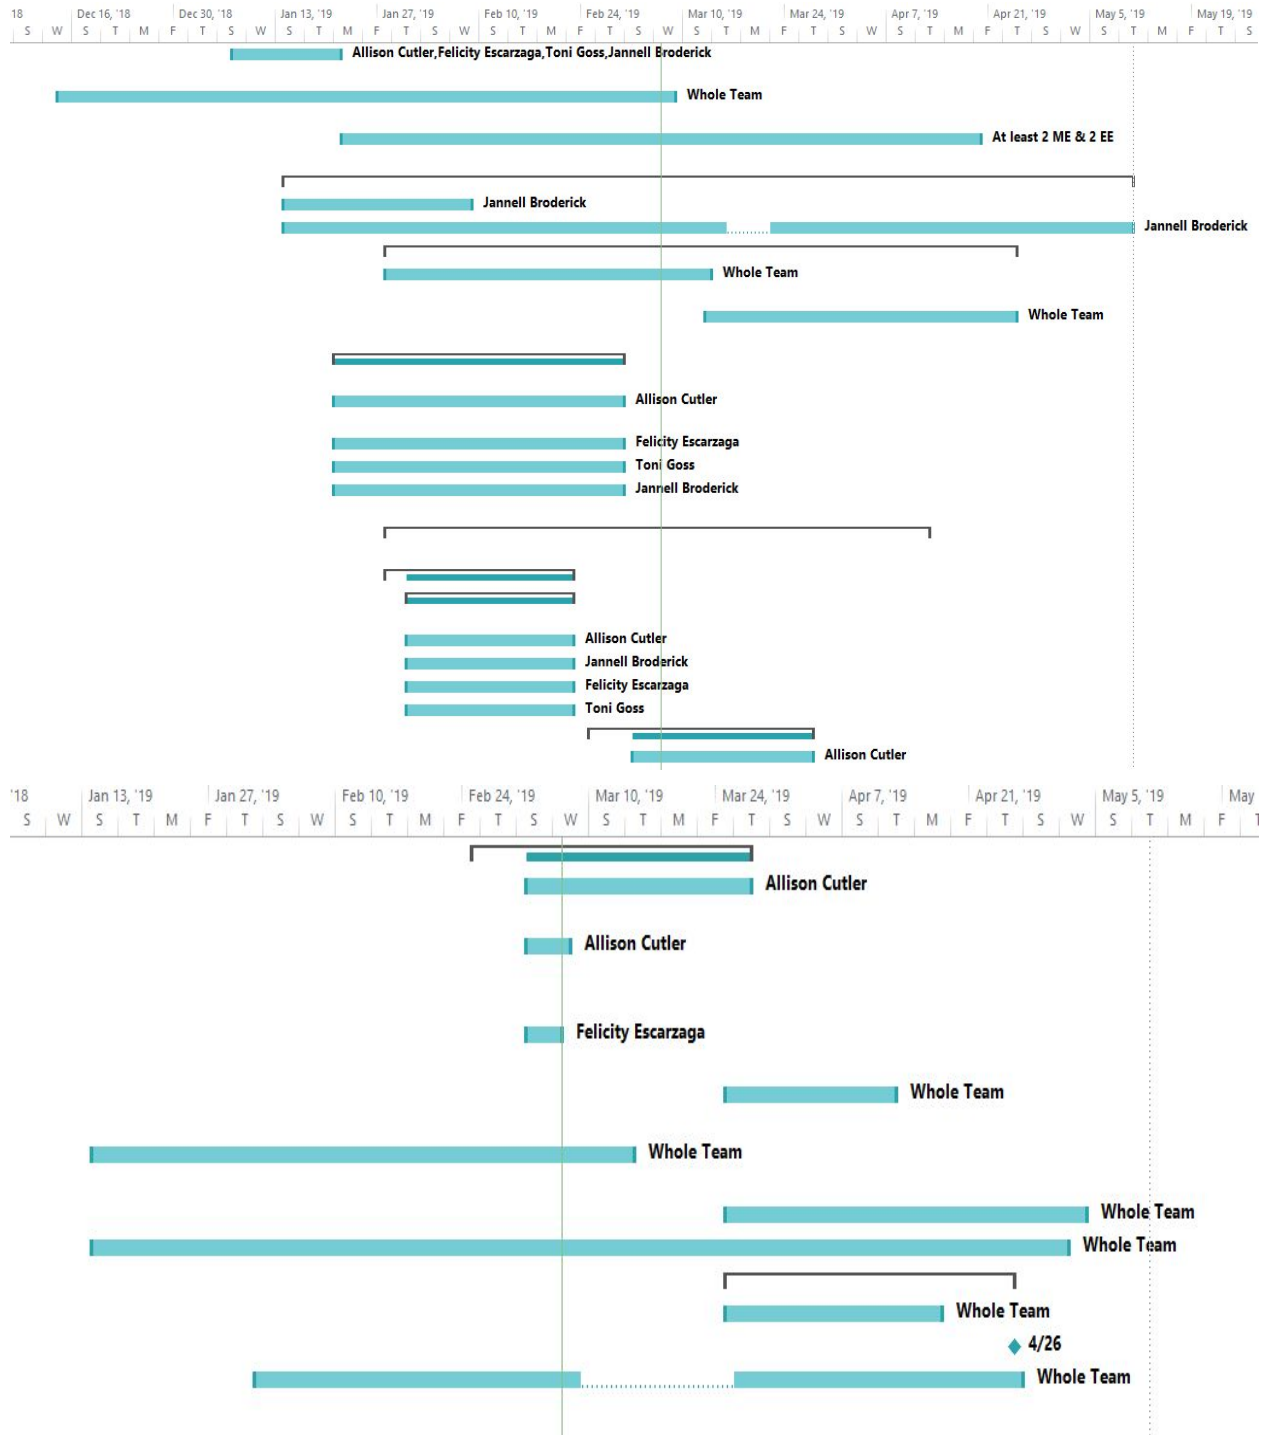 18 Dec 16, '18 Dec 30, '18 Jan 13, '19 Jan 27, '19 Feb 10, '19 Feb 24, '19 Mar 10, '19 Mar 24, '19 Apr 7, '19 Apr 21, '19 May 5, '19 May 19, '19
S W S T M F T S W S T M F T S W S T M F T S W S T M F T S W S T M F T S W S T M F T S
Allison Cutler,Felicity Escarzaga,Toni Goss,Jannell Broderick
Whole Team
At least 2 ME & 2 EE
Jannell Broderick
Jannell Broderick
Whole Team
Whole Team
Allison Cutler
Felicity Escarzaga
Toni Goss
Jannell Broderick
Allison Cutler
Jannell Broderick
Felicity Escarzaga
Toni Goss
Allison Cutler
'18 Jan 13, '19 Jan 27, '19 Feb 10, '19 Feb 24, '19 Mar 10, '19 Mar 24, '19 Apr 7, '19 Apr 21, '19 May 5, '19 May
S W S T M F T S W S T M F T S W S T M F T S W S T M F T S W S T M F T
Allison Cutler
Allison Cutler
Felicity Escarzaga
Whole Team
Whole Team
Whole Team
Whole Team
Whole Team
4/26
Whole Team